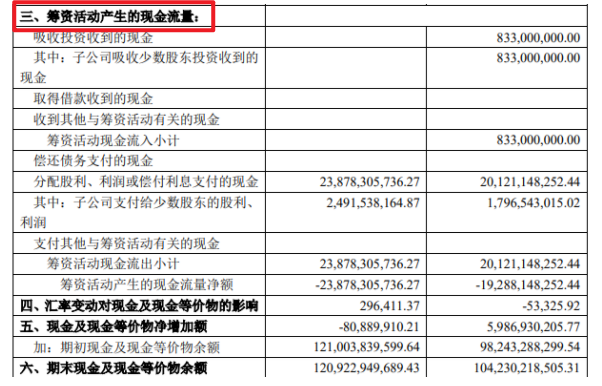 三、筹资活动产生的现金流量：
吸收投资收到的现金 833,000,000.00
其中：子公司吸收少数股东投资收到的 833,000,000.00
现金
取得借款收到的现金
收到其他与筹资活动有关的现金
筹资活动现金流入小计 833,000,000.00
偿还债务支付的现金
分配股利、利润或偿付利息支付的现金 23,878,305,736.27 20,121,148,252.44
其中：子公司支付给少数股东的股利、 2,491,538,164.87 1,796,543,015.02
利润
支付其他与筹资活动有关的现金
筹资活动现金流出小计 23,878,305,736.27 20,121,148,252.44
筹资活动产生的现金流量净额 -23,878,305,736.27 -19,288,148,252.44
四、汇率变动对现金及现金等价物的影响 296,411.37 -53,325.92
五、现金及现金等价物净增加额 -80,889,910.21 5,986,930,205.77
加：期初现金及现金等价物余额 121,003,839,599.64 98,243,288,299.54
六、期末现金及现金等价物余额 120,922,949,689.43 104,230,218,505.31